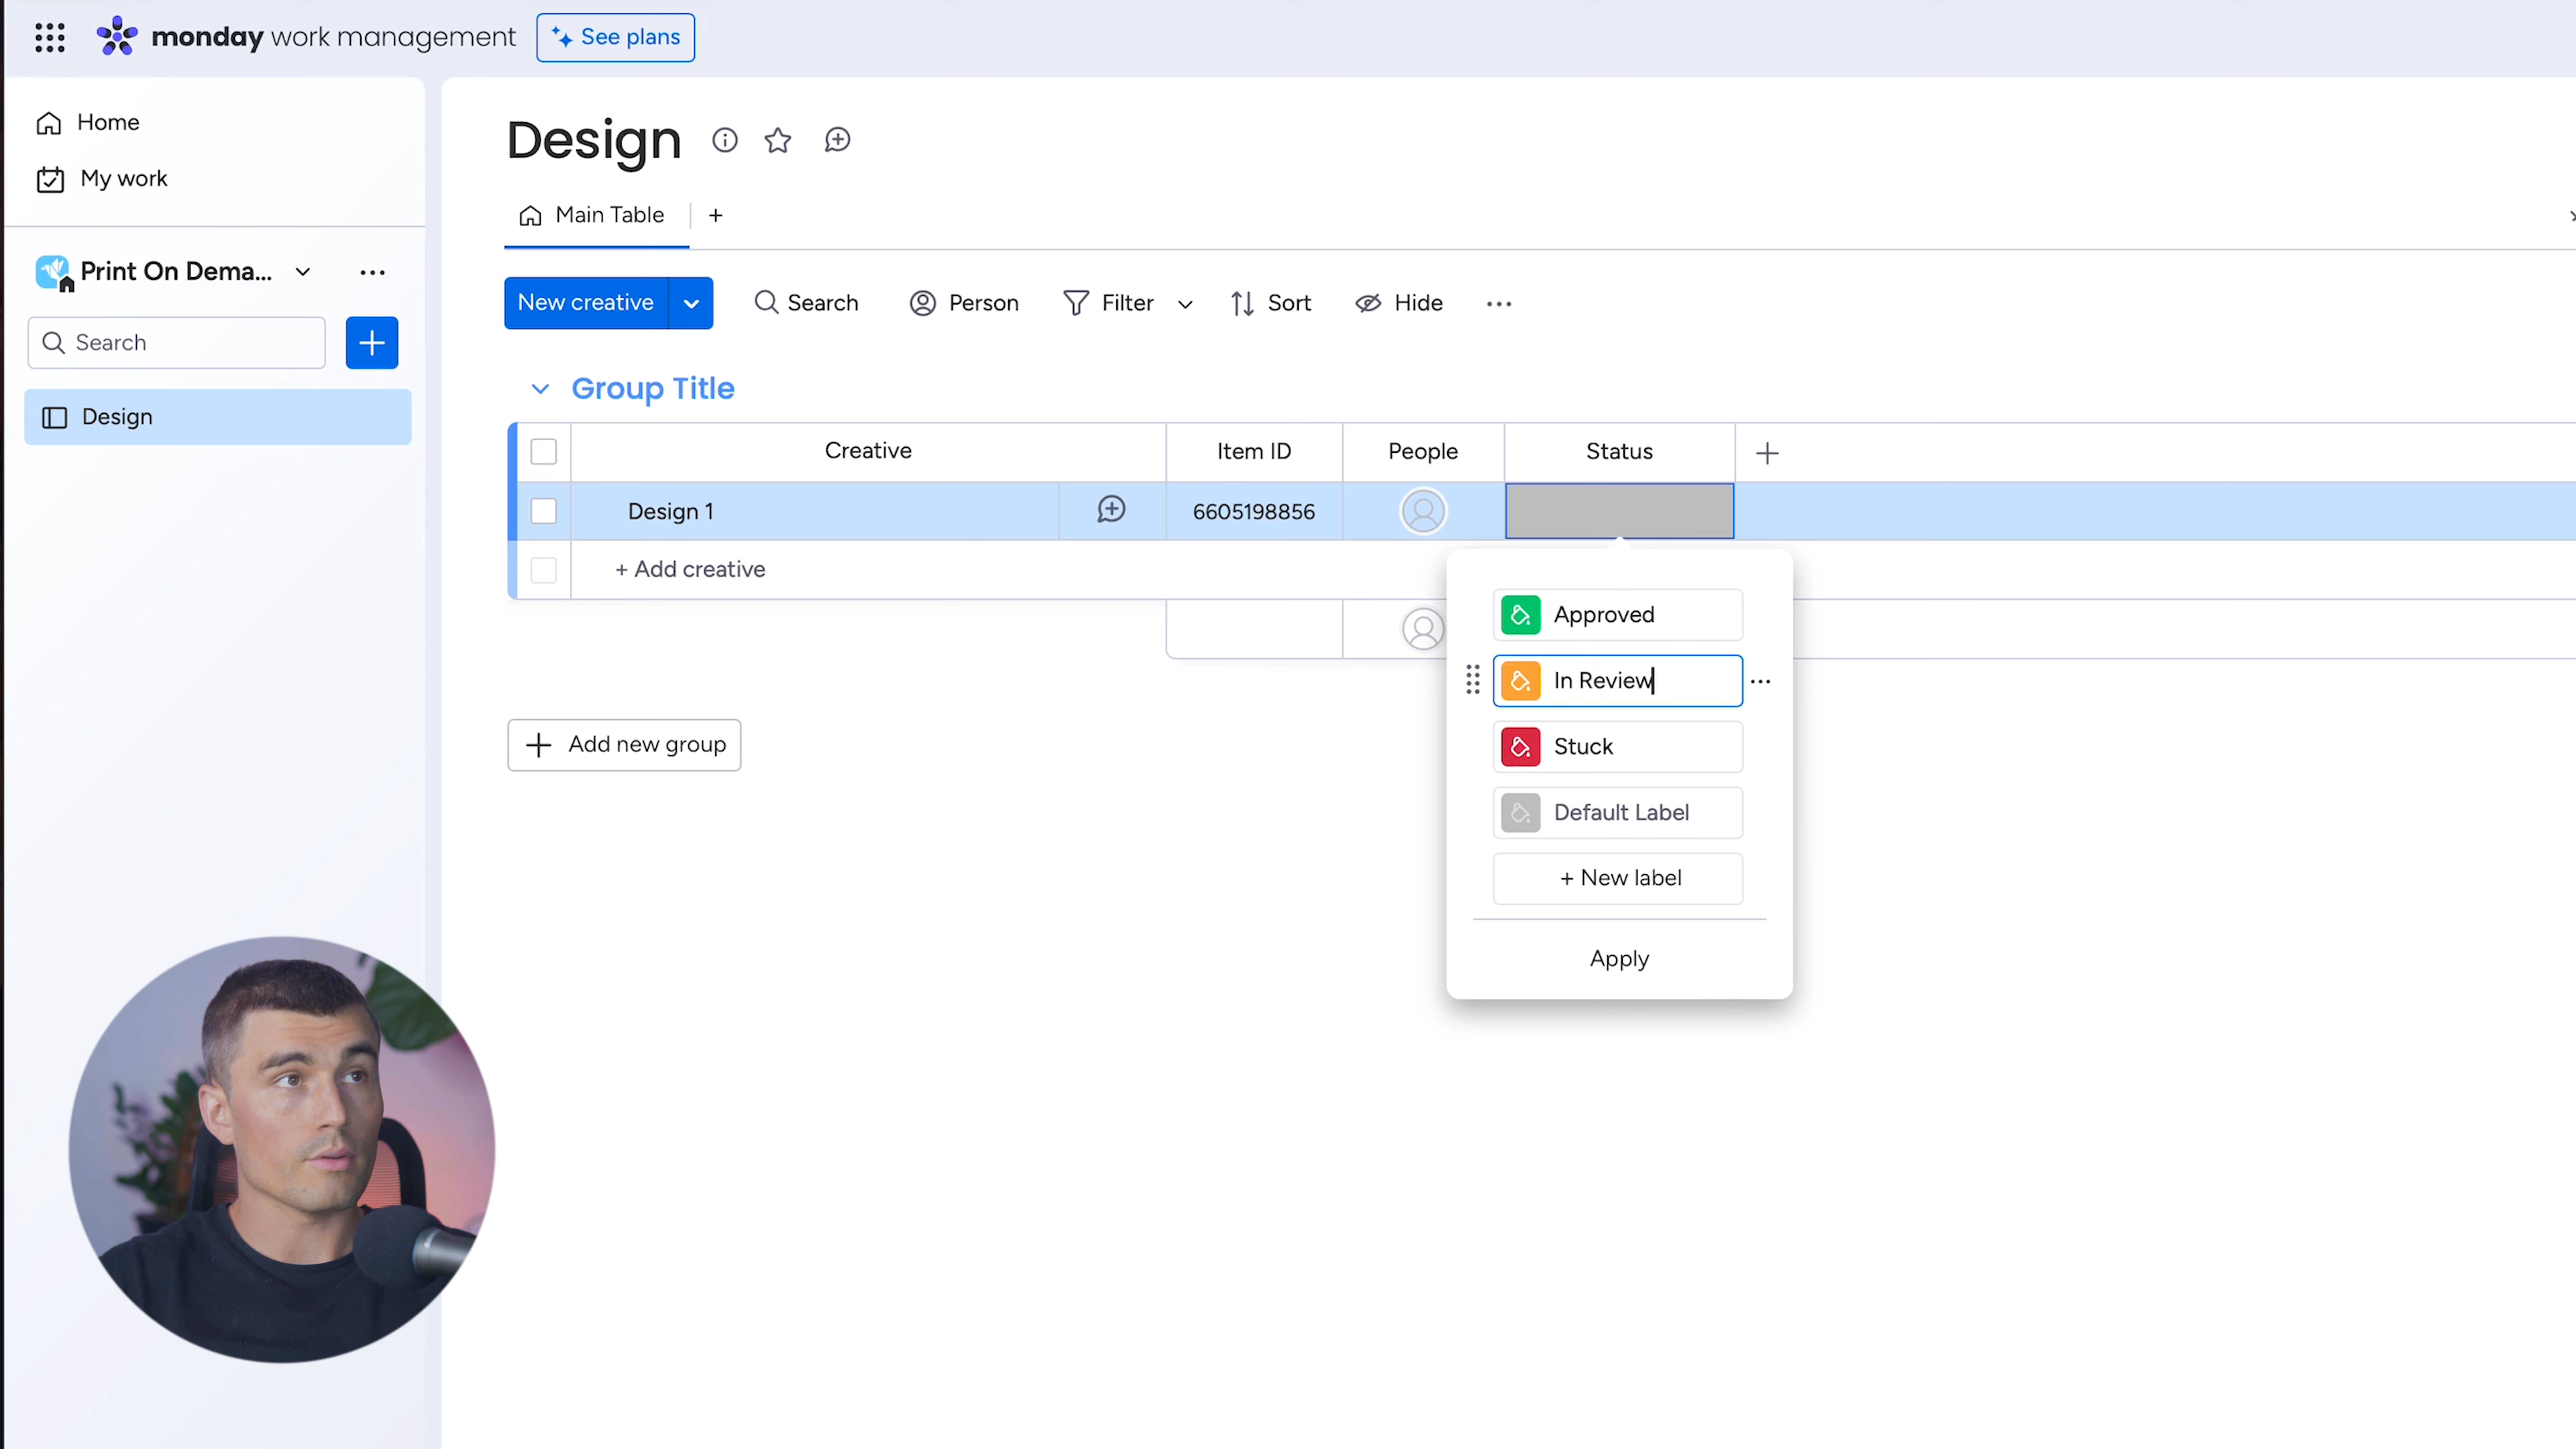 monday work management
See plans
Home
My work
Print On Dema...
Search
Design
Design
Main Table
New creative
Search
Person
Filter
Sort
Hide
Group Title
Creative
Item ID
People
Status
Design 1
6605198856
+ Add creative
Approved
In Review
Stuck
Default Label
+ New label
Apply
Add new group